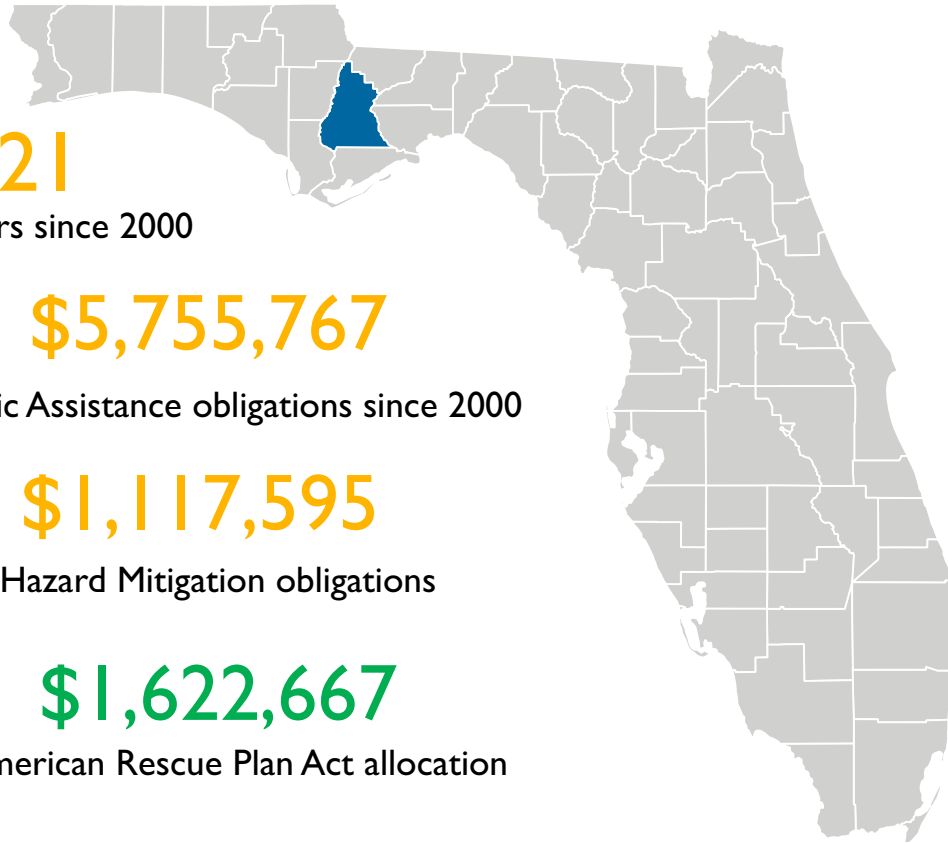 21
rs since 2000
$5,755,767
ic Assistance obligations since 2000
$1,117,595
Hazard Mitigation obligations
$1,622,667
merican Rescue Plan Act allocation